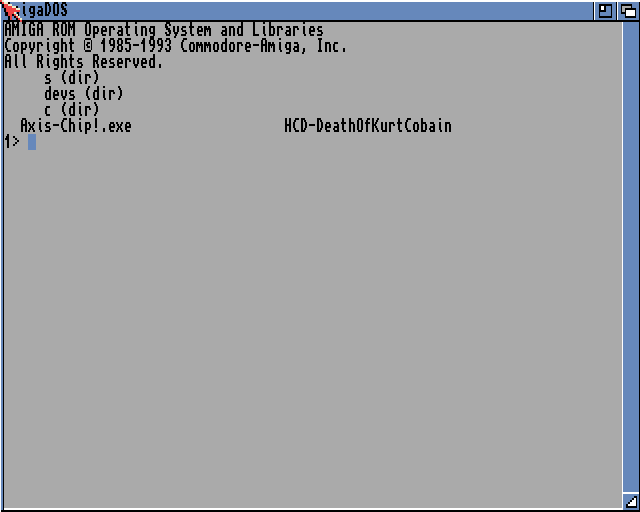 AmigaDOS
AMIGA ROM Operating System and Libraries
Copyright © 1985-1993 Commodore-Amiga, Inc.
All Rights Reserved.
s (dir)
devs (dir)
c (dir)
Axis-Chip!.exe HCD-DeathOfKurtCobain
1>